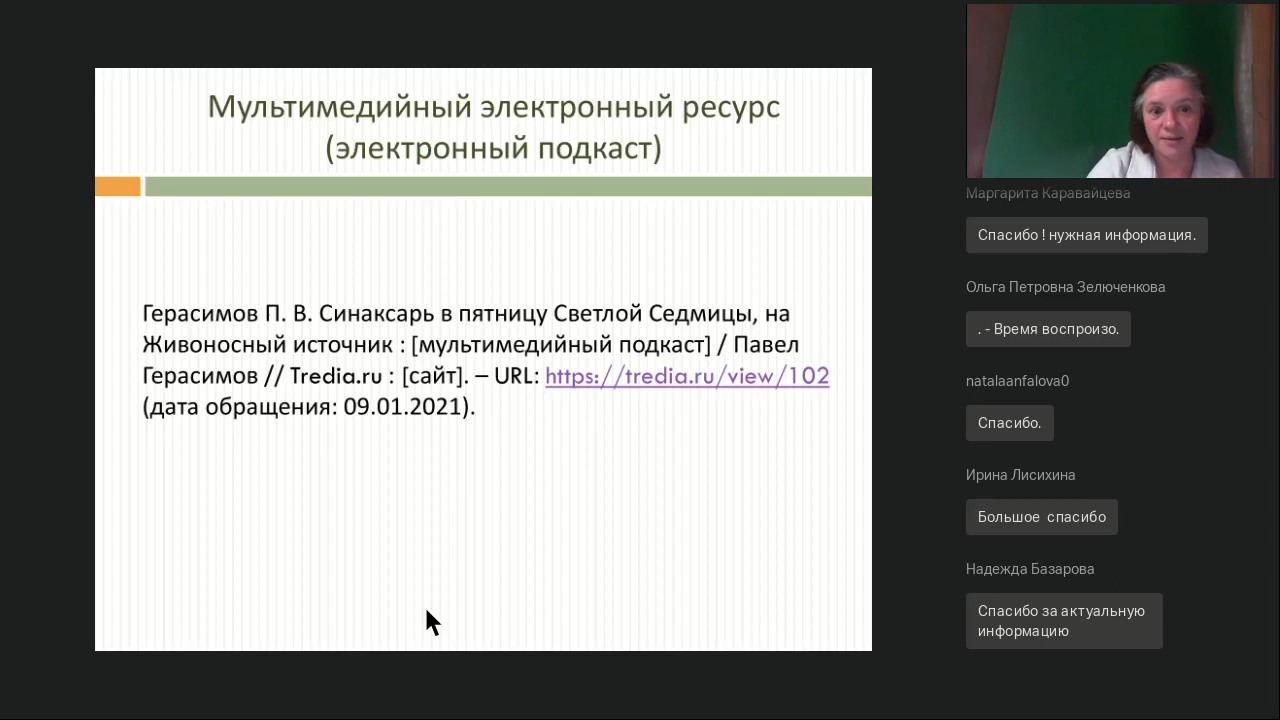 Мультимедийный электронный ресурс
(электронный подкаст)
Герасимов П. В. Синаксарь в пятницу Светлой Седмицы, на
Живоносный источник : [мультимедийный подкаст] / Павел
Герасимов // Tredia.ru : [сайт]. – URL: https://tredia.ru/view/102
(дата обращения: 09.01.2021).
Маргарита Каравайцева
Спасибо ! нужная информация.
Ольга Петровна Зелюченкова
. - Время воспроизо.
natalaanfalova0
Спасибо.
Ирина Лисихина
Большое спасибо
Надежда Базарова
Спасибо за актуальную
информацию